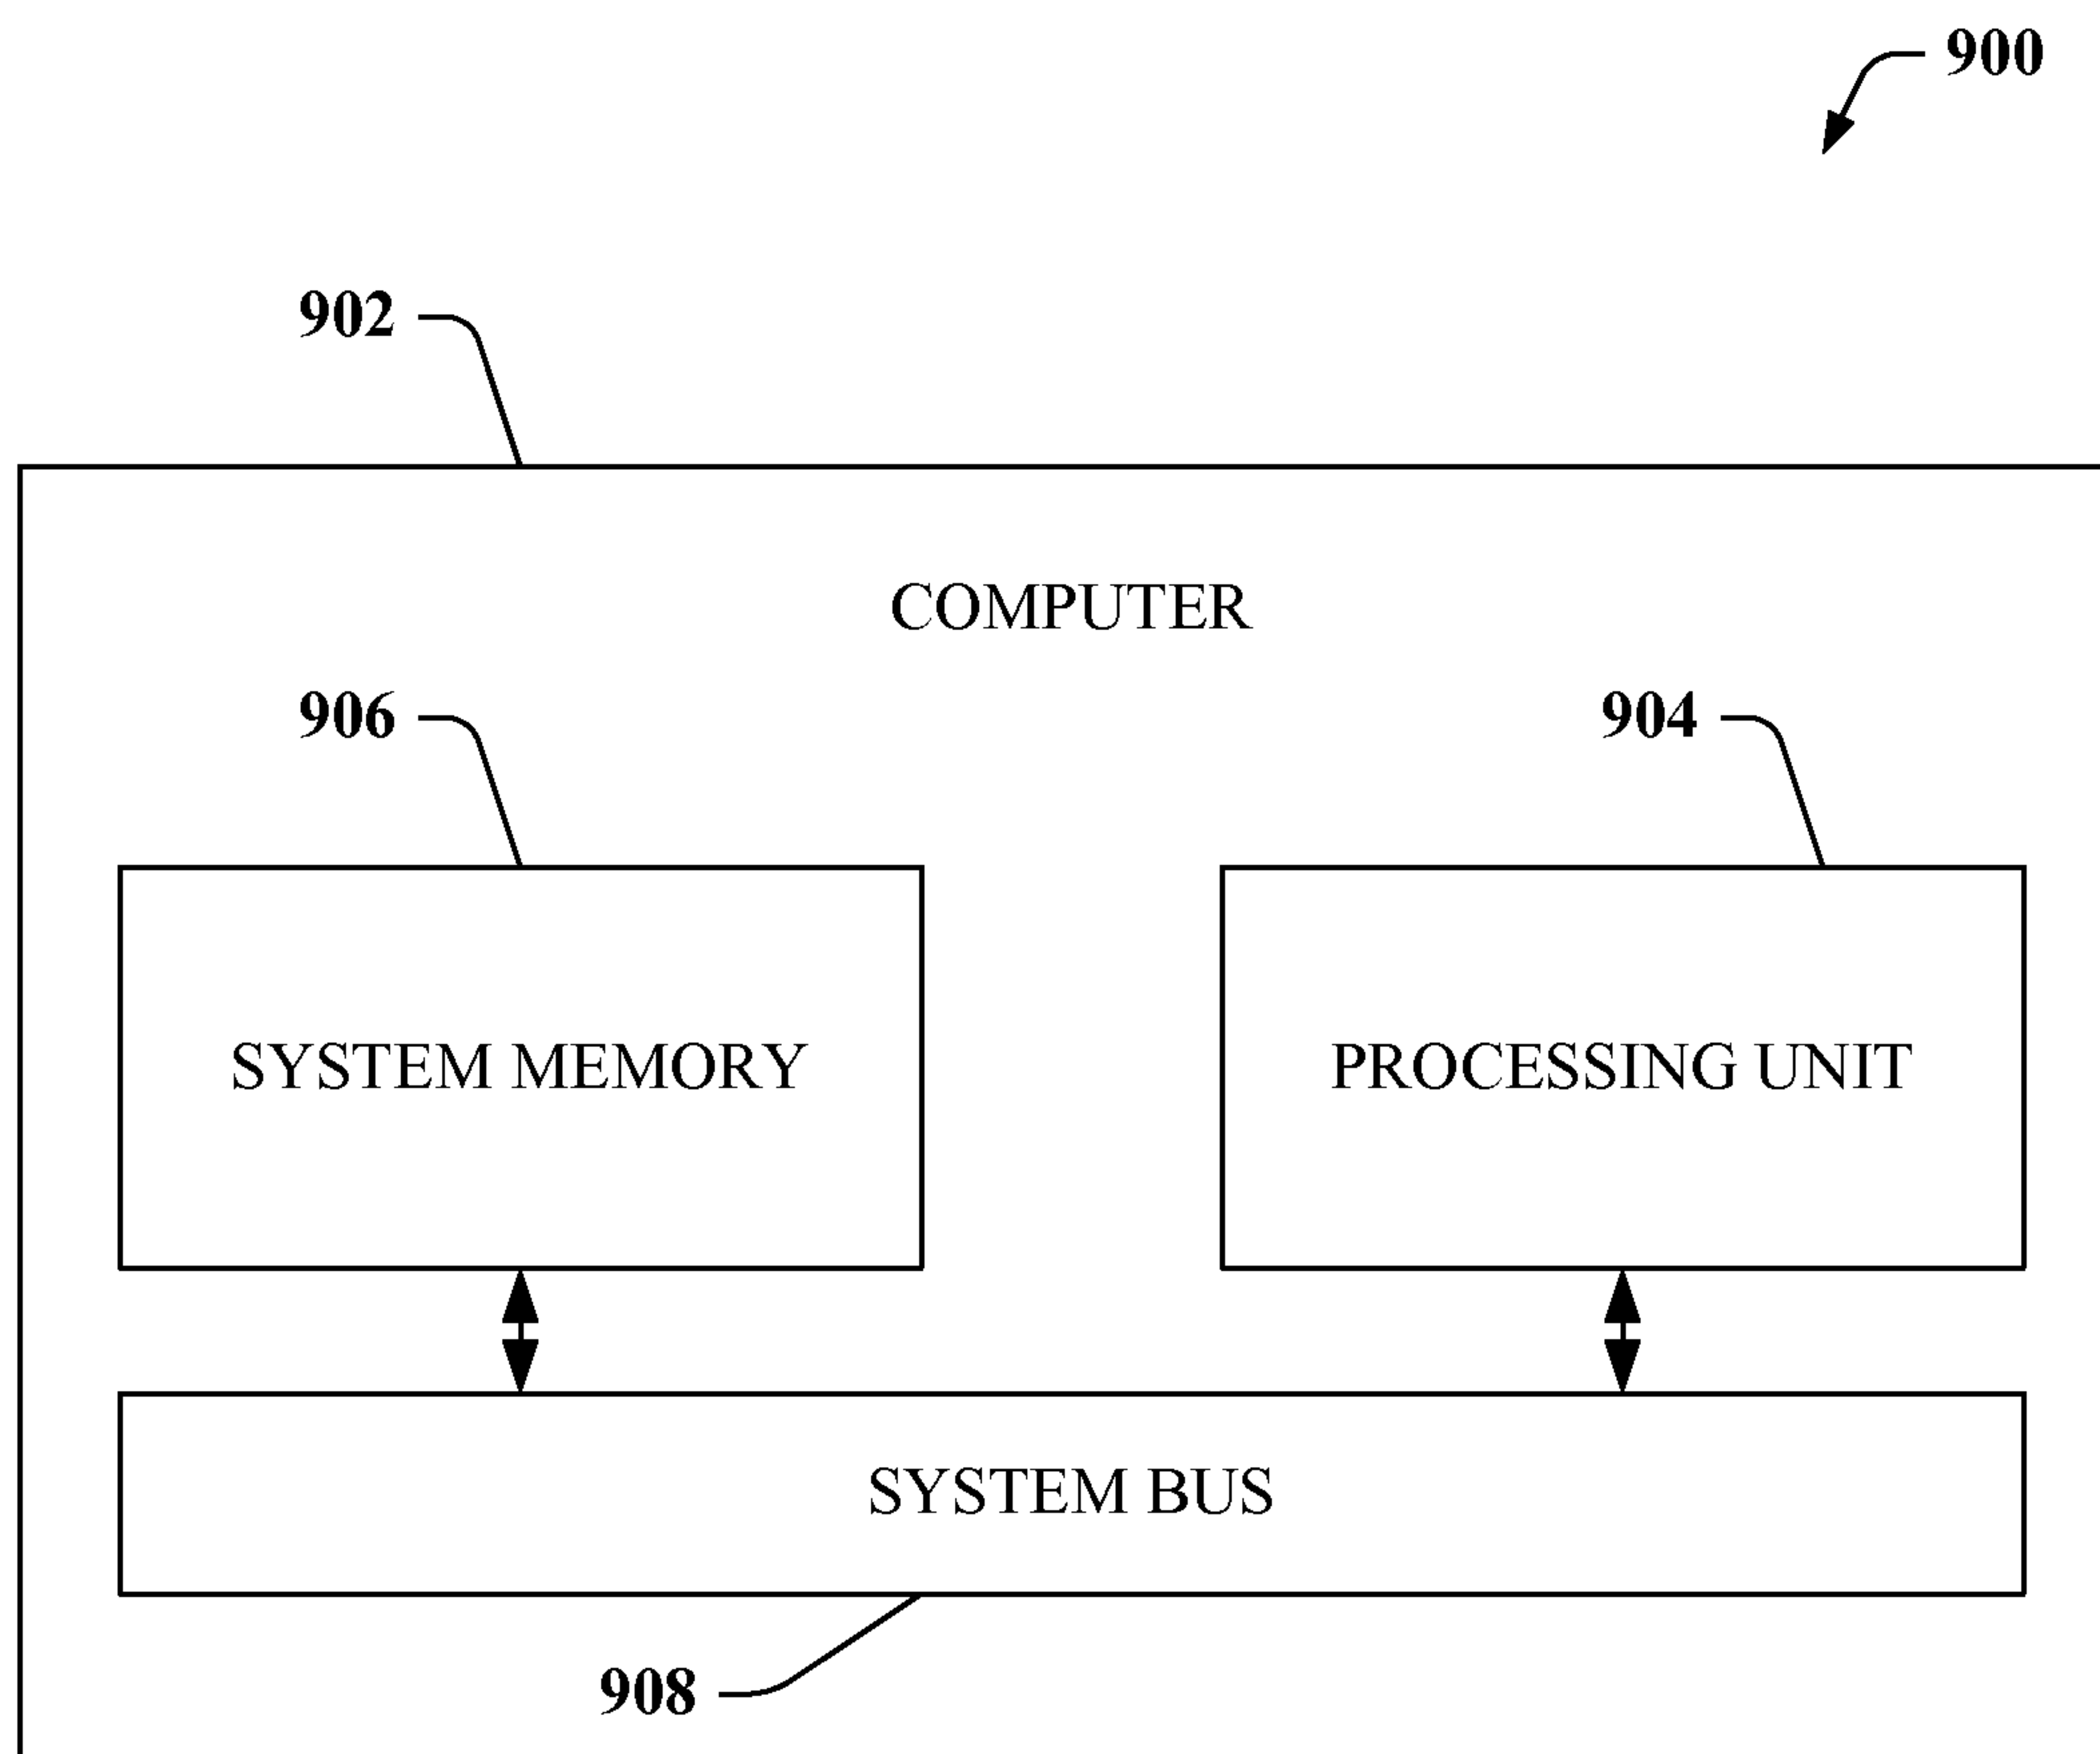 900
902
COMPUTER
906
904
SYSTEM MEMORY
PROCESSING UNIT
SYSTEM BUS
908